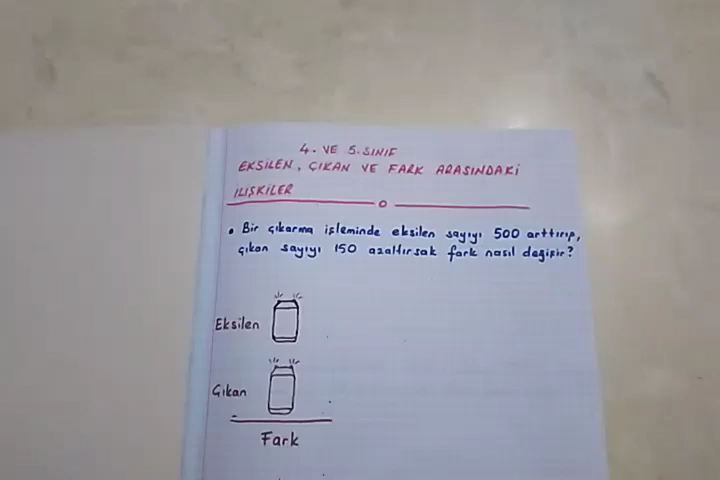 4. VE 5. SINIF
EKSİLEN, ÇIKAN VE FARK ARASINDAKİ
İLİŞKİLER
• Bir çıkarma işleminde eksilen sayıyı 500 arttırıp,
çıkan sayıyı 150 azaltırsak fark nasıl değişir?
Eksilen
Çıkan
Fark